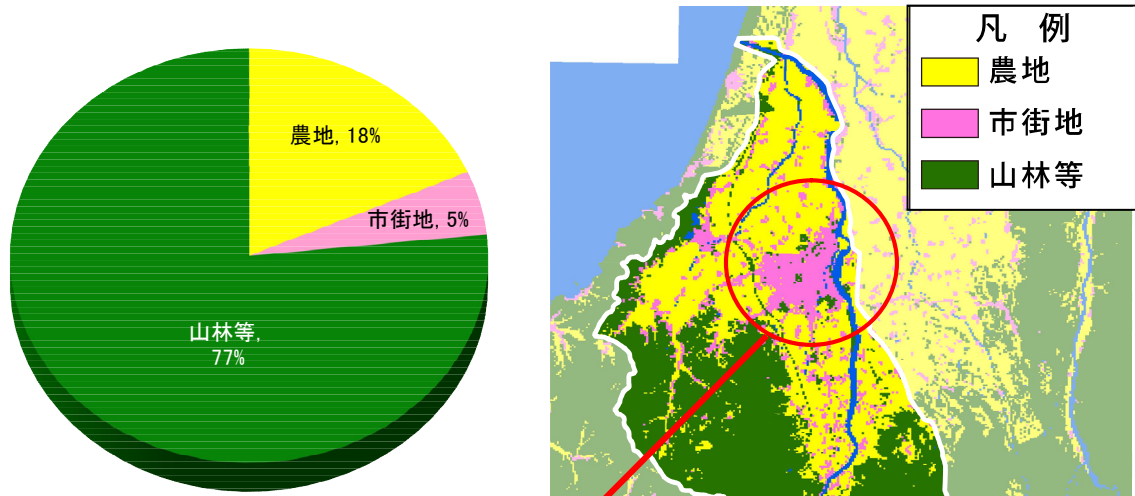 農地, 18%
市街地, 5%
山林等,
77%
凡 例
農地
市街地
山林等